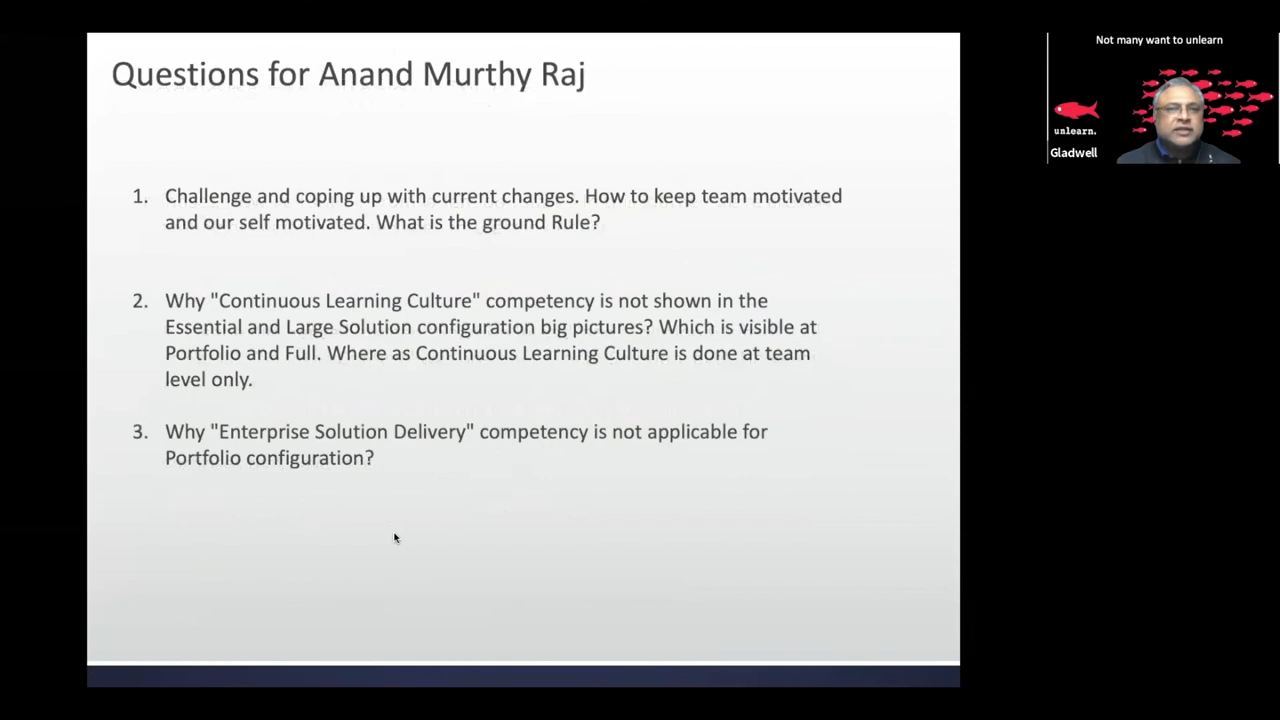 Questions for Anand Murthy Raj
1. Challenge and coping up with current changes. How to keep team motivated
and our self motivated. What is the ground Rule?
2. Why "Continuous Learning Culture" competency is not shown in the
Essential and Large Solution configuration big pictures? Which is visible at
Portfolio and Full. Where as Continuous Learning Culture is done at team
level only.
3. Why "Enterprise Solution Delivery" competency is not applicable for
Portfolio configuration?
Not many want to unlearn
unlearn.
Gladwell